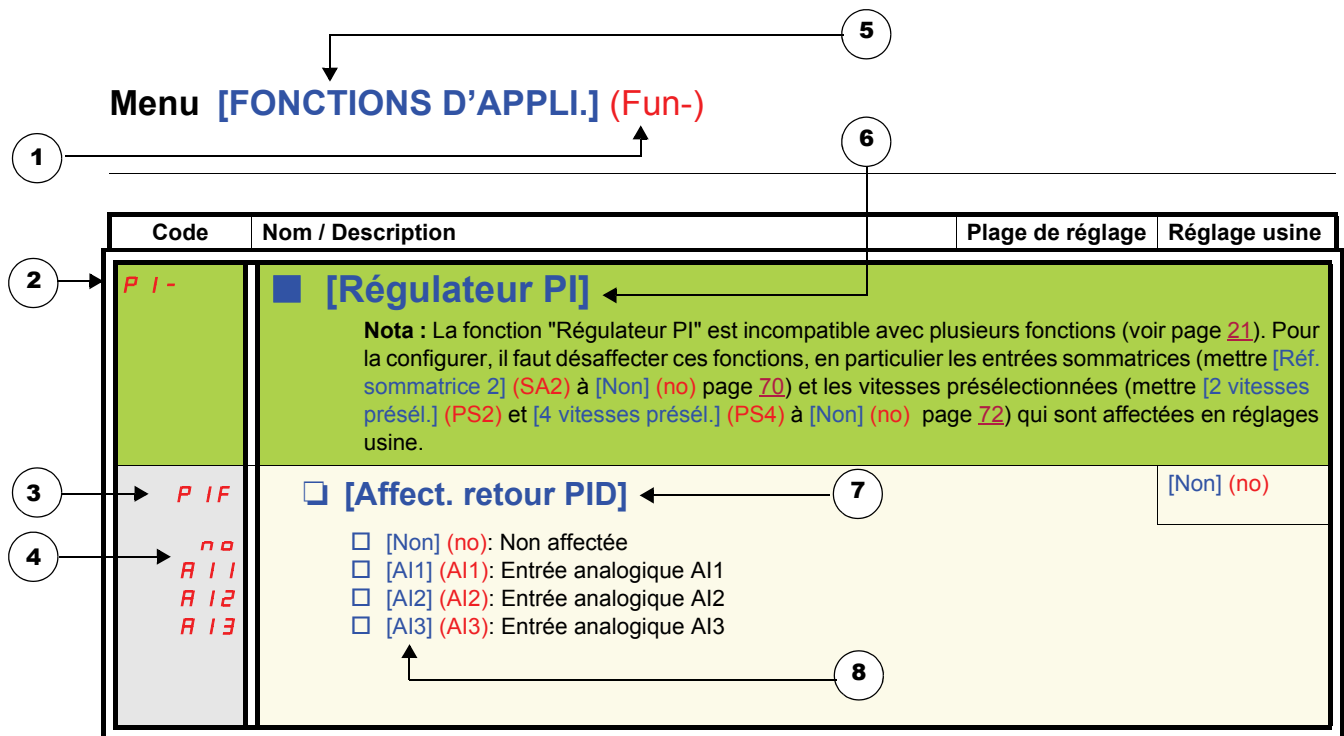 5
Menu [FONCTIONS D'APPLI.] (Fun-)
1
6
Code Nom / Description Plage de réglage Réglage usine
2
PI- [Régulateur PI]
Nota : La fonction "Régulateur PI" est incompatible avec plusieurs fonctions (voir page 21). Pour
la configurer, il faut désaffecter ces fonctions, en particulier les entrées sommatrices (mettre [Réf.
sommatrice 2] (SA2) à [Non] (no) page 70) et les vitesses présélectionnées (mettre [2 vitesses
présél.] (PS2) et [4 vitesses présél.] (PS4) à [Non] (no) page 72) qui sont affectées en réglages
usine.
3 PIF [Affect. retour PID] 7 [Non] (no)
4
no [Non] (no): Non affectée
AI1 [AI1] (AI1): Entrée analogique AI1
AI2 [AI2] (AI2): Entrée analogique AI2
AI3 [AI3] (AI3): Entrée analogique AI3
8